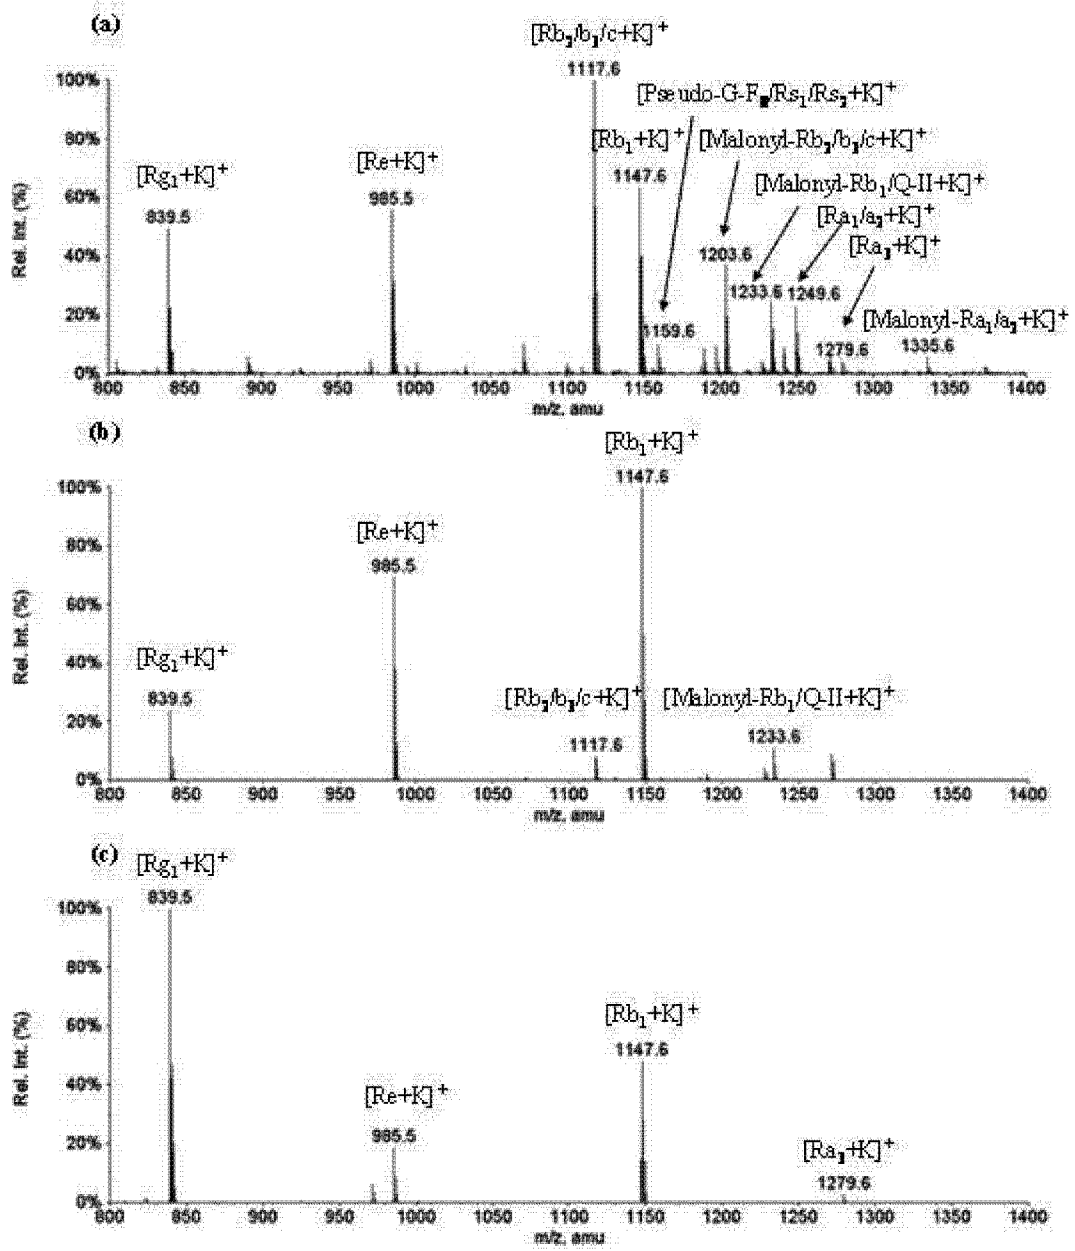 (a)
[Rb₂/b₃/c+K]⁺
1117.6
[Pseudo-G-F /Rs₁/Rs₂+K]⁺
[Rb₁+K]⁺
[Malonyl-Rb₂/b₃/c+K]⁺
[Rg₁+K]⁺
[Re+K]⁺
1147.6
[Malonyl-Rb₁/Q-II+K]⁺
839.5
985.5
[Ra₁/a₂+K]⁺
1203.6
[Ra₃+K]⁺
1233.6
1249.6
[Malonyl-Ra₁/a₂+K]⁺
1159.6
1279.6
1335.6
Rel. Int. (%)
100%
80%
60%
40%
20%
0%
800 850 900 950 1000 1050 1100 1150 1200 1250 1300 1350 1400
m/z, amu
(b)
[Rb₁+K]⁺
1147.6
[Re+K]⁺
985.5
[Rg₁+K]⁺
839.5
[Rb₂/b₃/c+K]⁺
1117.6
[Malonyl-Rb₁/Q-II+K]⁺
1233.6
Rel. Int. (%)
100%
80%
60%
40%
20%
0%
800 850 900 950 1000 1050 1100 1150 1200 1250 1300 1350 1400
m/z, amu
(c)
[Rg₁+K]⁺
839.5
[Rb₁+K]⁺
1147.6
[Re+K]⁺
985.5
[Ra₃+K]⁺
1279.6
Rel. Int. (%)
100%
80%
60%
40%
20%
0%
800 850 900 950 1000 1050 1100 1150 1200 1250 1300 1350 1400
m/z, amu